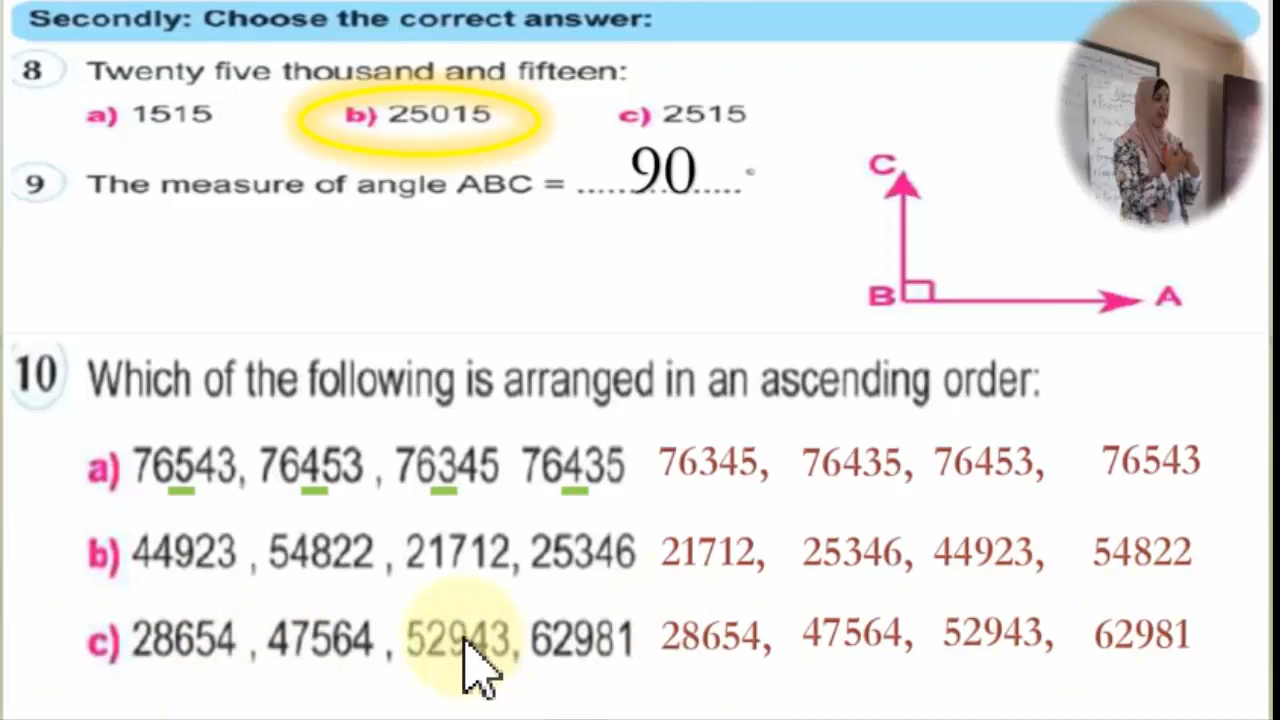 Secondly: Choose the correct answer:
8 Twenty five thousand and fifteen:
a) 1515 b) 25015 c) 2515
9 The measure of angle ABC = .....90.....°
C
B A
10 Which of the following is arranged in an ascending order:
a) 76543, 76453 , 76345 76435 76345, 76435, 76453, 76543
b) 44923 , 54822 , 21712, 25346 21712, 25346, 44923, 54822
c) 28654 , 47564 , 52943, 62981 28654, 47564, 52943, 62981